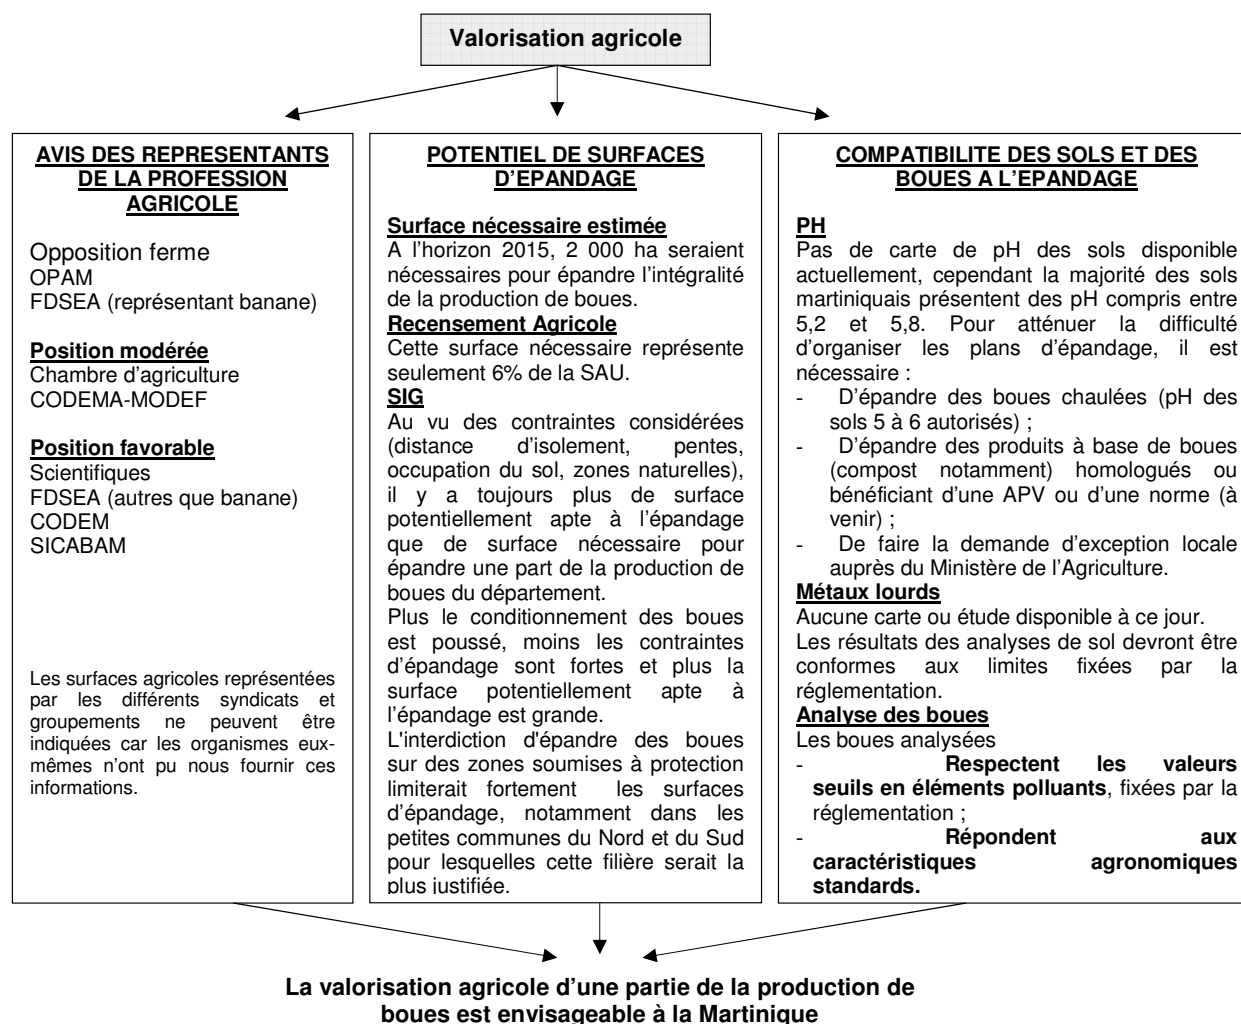 Valorisation agricole
AVIS DES REPRESENTANTS
DE LA PROFESSION
AGRICOLE
Opposition ferme
OPAM
FDSEA (représentant banane)
Position modérée
Chambre d'agriculture
CODEMA-MODEF
Position favorable
Scientifiques
FDSEA (autres que banane)
CODEM
SICABAM
Les surfaces agricoles représentées
par les différents syndicats et
groupements ne peuvent être
indiquées car les organismes eux-
mêmes n'ont pu nous fournir ces
informations.
POTENTIEL DE SURFACES
D'EPANDAGE
Surface nécessaire estimée
A l'horizon 2015, 2 000 ha seraient
nécessaires pour épandre l'intégralité
de la production de boues.
Recensement Agricole
Cette surface nécessaire représente
seulement 6% de la SAU.
SIG
Au vu des contraintes considérées
(distance d'isolement, pentes,
occupation du sol, zones naturelles),
il y a toujours plus de surface
potentiellement apte à l'épandage
que de surface nécessaire pour
épandre une part de la production de
boues du département.
Plus le conditionnement des boues
est poussé, moins les contraintes
d'épandage sont fortes et plus la
surface potentiellement apte à
l'épandage est grande.
L'interdiction d'épandre des boues
sur des zones soumises à protection
limiterait fortement les surfaces
d'épandage, notamment dans les
petites communes du Nord et du Sud
pour lesquelles cette filière serait la
plus justifiée.
COMPATIBILITE DES SOLS ET DES
BOUES A L'EPANDAGE
PH
Pas de carte de pH des sols disponible
actuellement, cependant la majorité des sols
martiniquais présentent des pH compris entre
5,2 et 5,8. Pour atténuer la difficulté
d'organiser les plans d'épandage, il est
nécessaire :
- D'épandre des boues chaulées (pH des
sols 5 à 6 autorisés) ;
- D'épandre des produits à base de boues
(compost notamment) homologués ou
bénéficiant d'une APV ou d'une norme (à
venir) ;
- De faire la demande d'exception locale
auprès du Ministère de l'Agriculture.
Métaux lourds
Aucune carte ou étude disponible à ce jour.
Les résultats des analyses de sol devront être
conformes aux limites fixées par la
réglementation.
Analyse des boues
Les boues analysées
- Respectent les valeurs
seuils en éléments polluants, fixées par la
réglementation ;
- Répondent aux
caractéristiques agronomiques
standards.
La valorisation agricole d'une partie de la production de
boues est envisageable à la Martinique